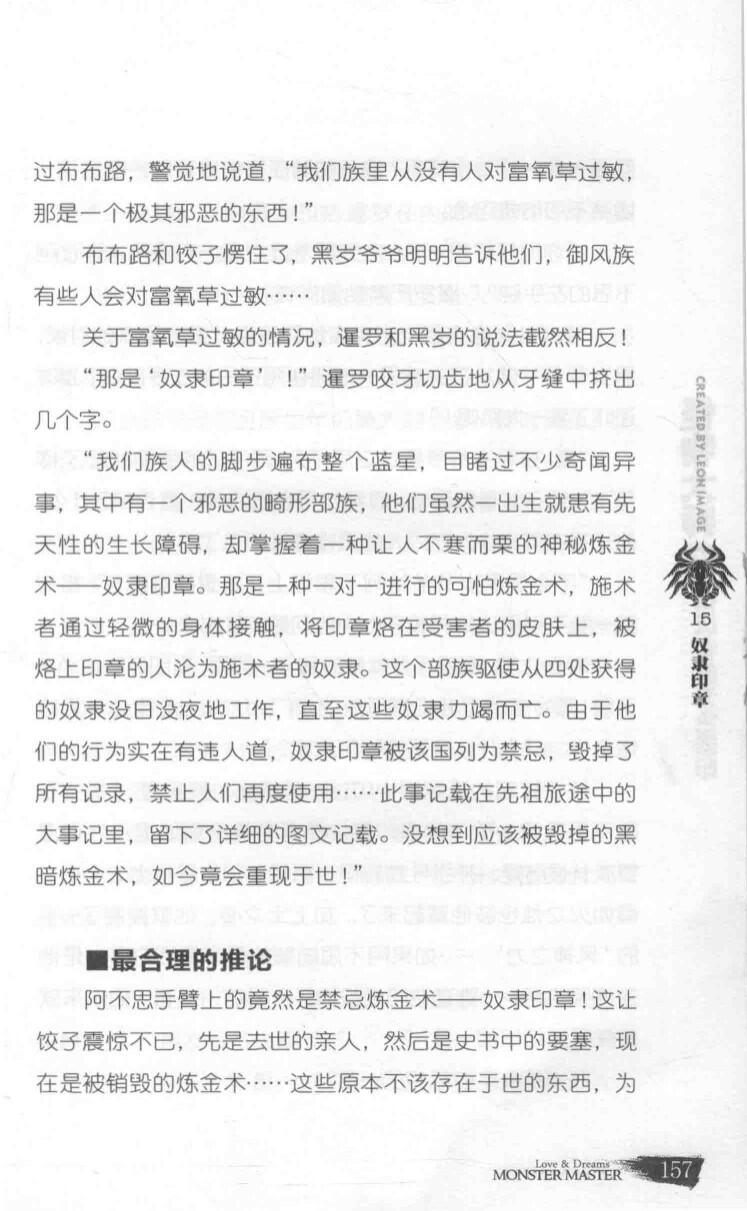 过布布路，警觉地说道，“我们族里从没有人对富氧草过敏，
那是一个极其邪恶的东西！”
布布路和饺子愣住了，黑岁爷爷明明告诉他们，御风族
有些人会对富氧草过敏……
关于富氧草过敏的情况，暹罗和黑岁的说法截然相反！
“那是‘奴隶印章’！”暹罗咬牙切齿地从牙缝中挤出
几个字。
“我们族人的脚步遍布整个蓝星，目睹过不少奇闻异
事，其中有一个邪恶的畸形部族，他们虽然一出生就患有先
天性的生长障碍，却掌握着一种让人不寒而栗的神秘炼金
术—奴隶印章。那是一种一对一进行的可怕炼金术，施术
者通过轻微的身体接触，将印章烙在受害者的皮肤上，被
烙上印章的人沦为施术者的奴隶。这个部族驱使从四处获得
的奴隶没日没夜地工作，直至这些奴隶力竭而亡。由于他
们的行为实在有违人道，奴隶印章被该国列为禁忌，毁掉了
所有记录，禁止人们再度使用……此事记载在先祖旅途中的
大事记里，留下了详细的图文记载。没想到应该被毁掉的黑
暗炼金术，如今竟会重现于世！”
■最合理的推论
阿不思手臂上的竟然是禁忌炼金术——奴隶印章！这让
饺子震惊不已，先是去世的亲人，然后是史书中的要塞，现
在是被销毁的炼金术……这些原本不该存在于世的东西，为
CREATED BY LEON IMAGE
15
奴隶印章
Love & Dreams
MONSTER MASTER
157